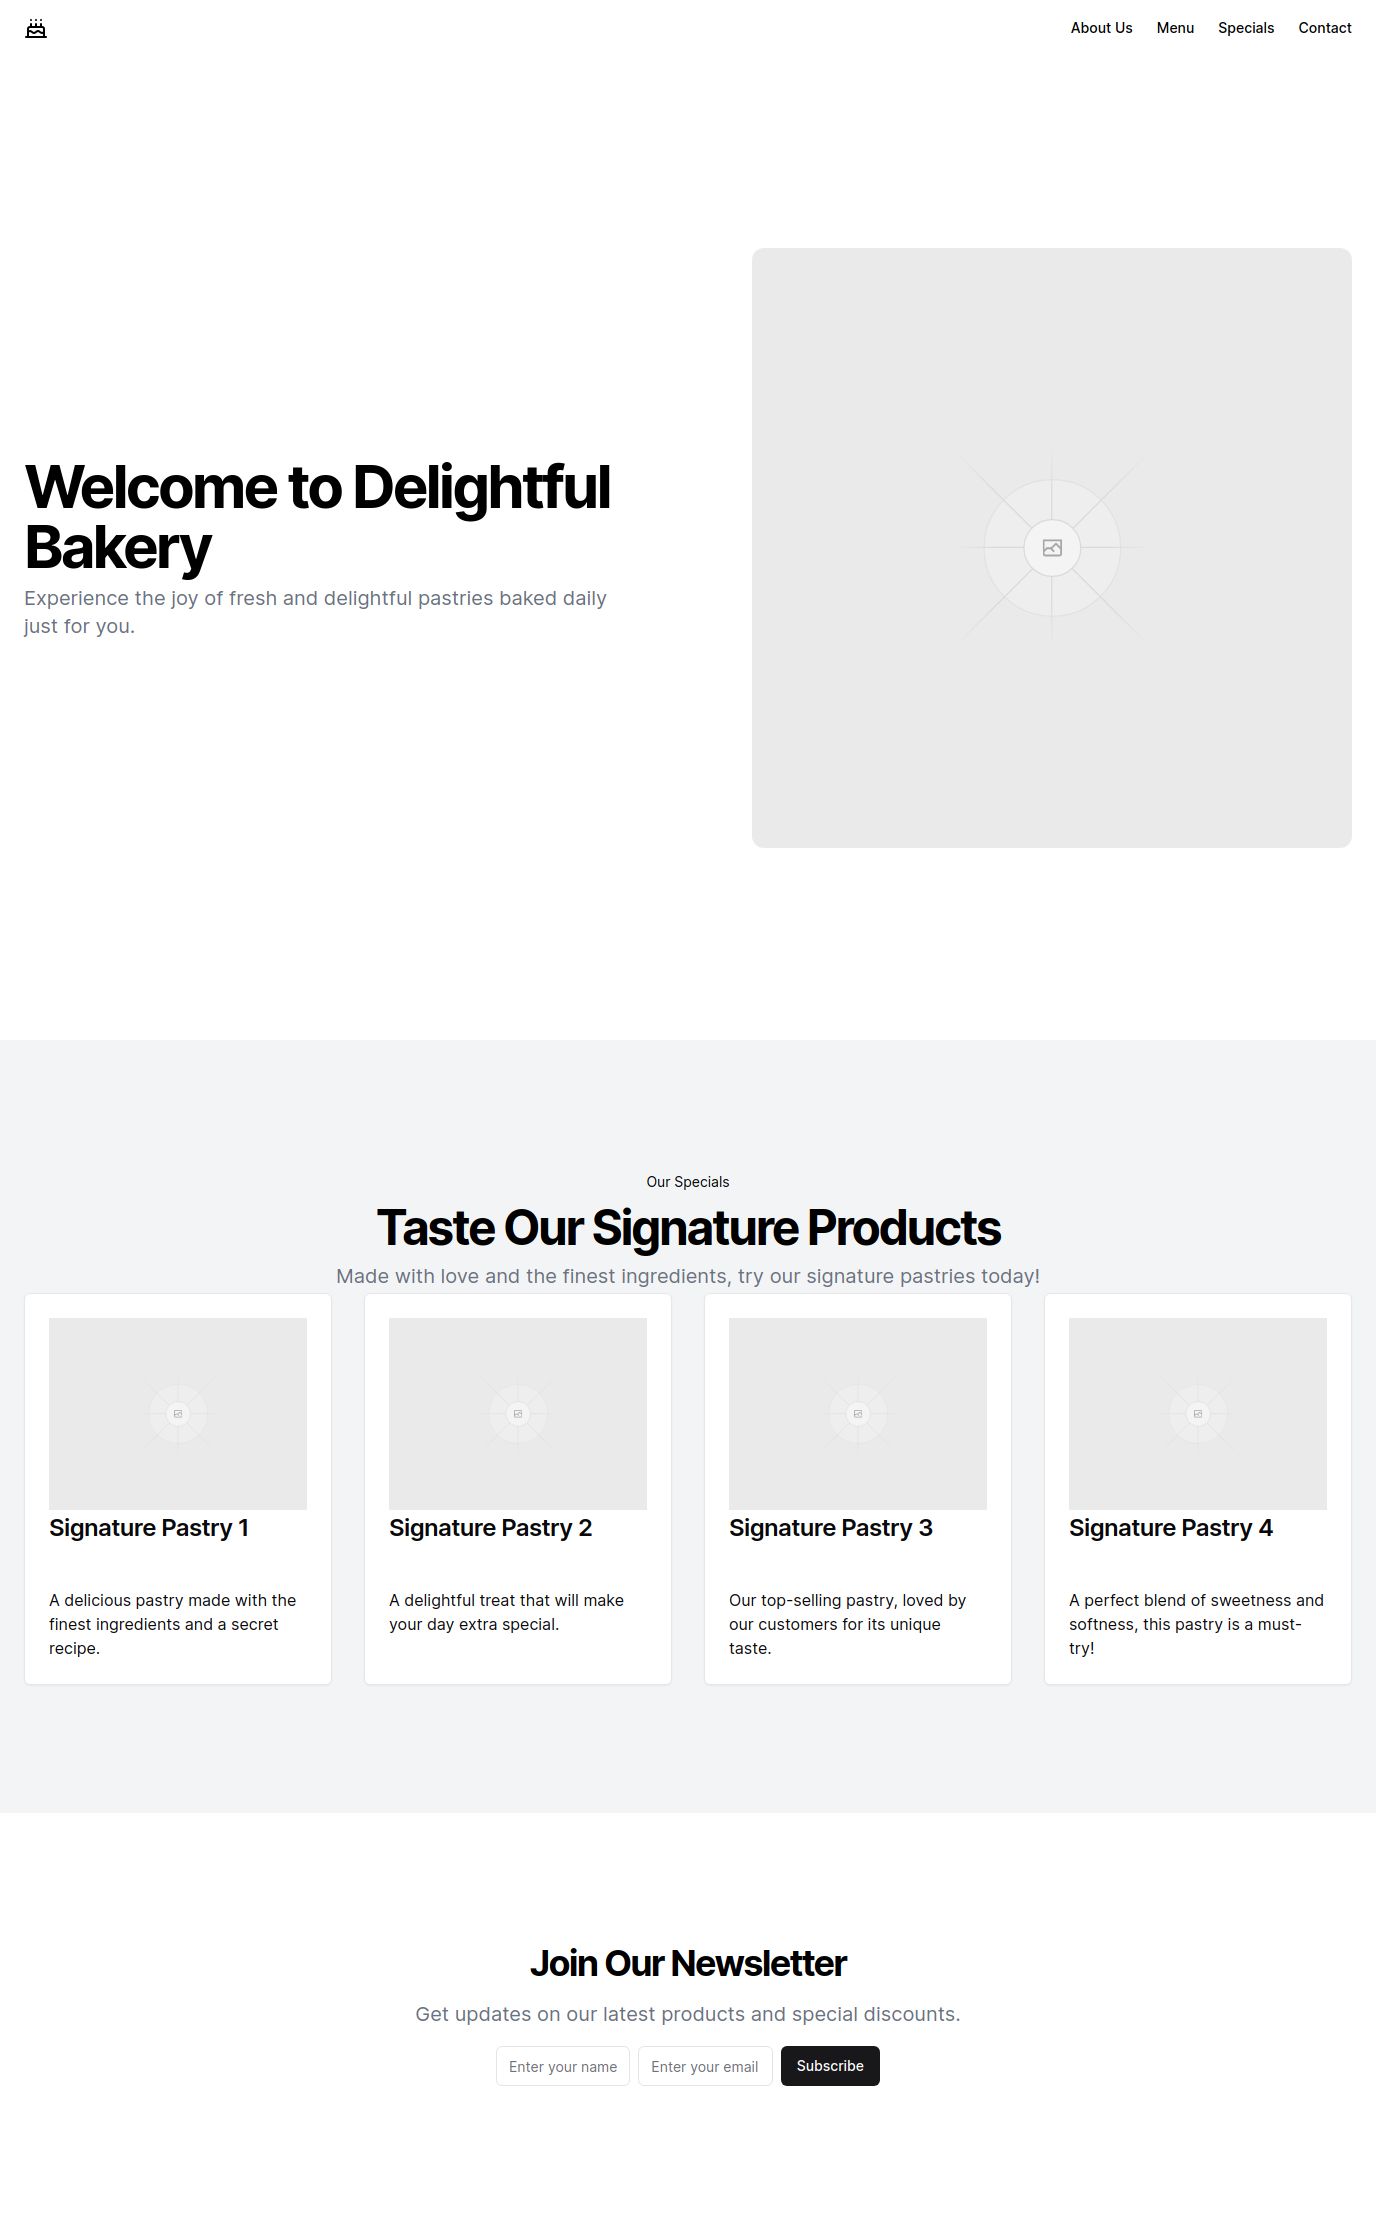 About Us Menu Specials Contact
Welcome to Delightful
Bakery
Experience the joy of fresh and delightful pastries baked daily
just for you.
Our Specials
Taste Our Signature Products
Made with love and the finest ingredients, try our signature pastries today!
Signature Pastry 1
A delicious pastry made with the
finest ingredients and a secret
recipe.
Signature Pastry 2
A delightful treat that will make
your day extra special.
Signature Pastry 3
Our top-selling pastry, loved by
our customers for its unique
taste.
Signature Pastry 4
A perfect blend of sweetness and
softness, this pastry is a must-
try!
Join Our Newsletter
Get updates on our latest products and special discounts.
Enter your name Enter your email Subscribe